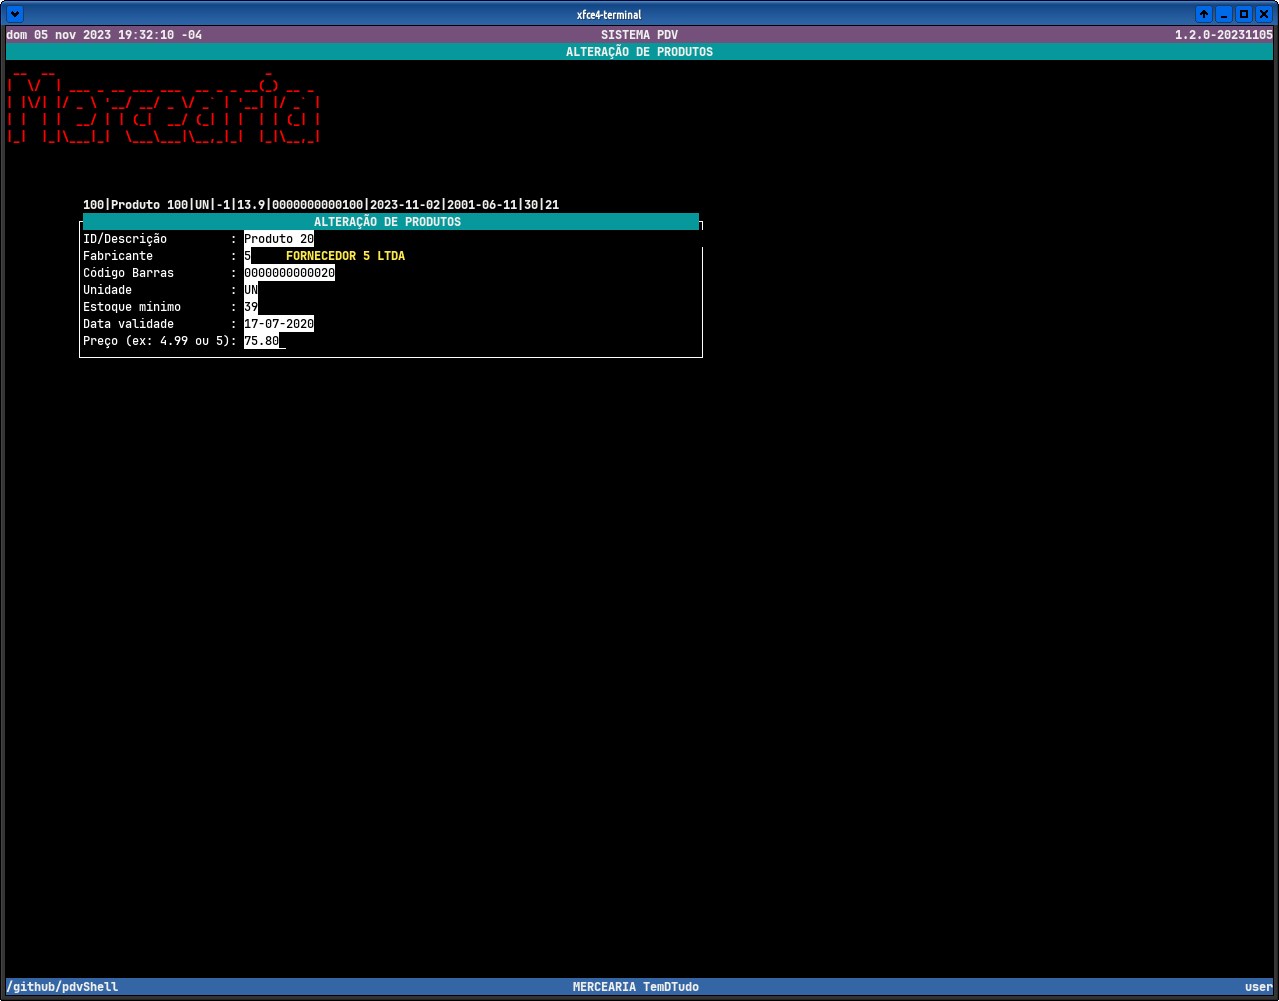 xfce4-terminal
dom 05 nov 2023 19:32:10 -04 SISTEMA PDV 1.2.0-20231105
ALTERAÇÃO DE PRODUTOS
Mercearia
100|Produto 100|UN|-1|13.9|0000000000100|2023-11-02|2001-06-11|30|21
ALTERAÇÃO DE PRODUTOS
ID/Descrição : Produto 20
Fabricante : 5 FORNECEDOR 5 LTDA
Código Barras : 0000000000020
Unidade : UN
Estoque mínimo : 39
Data validade : 17-07-2020
Preço (ex: 4.99 ou 5): 75.80_
/github/pdvShell MERCEARIA TemDTudo user